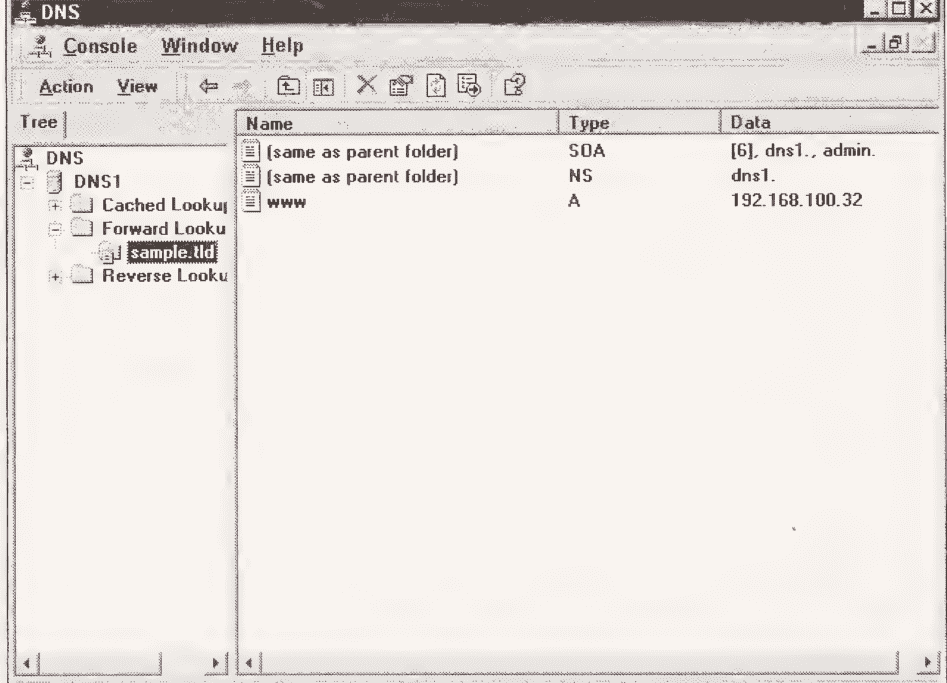 DNS
Console Window Help
Action View
Tree
DNS
DNS1
Cached Lookup
Forward Looku
sample.tld
Reverse Looku
Name Type Data
(same as parent folder) SOA [6], dns1., admin.
(same as parent folder) NS dns1.
www A 192.168.100.32